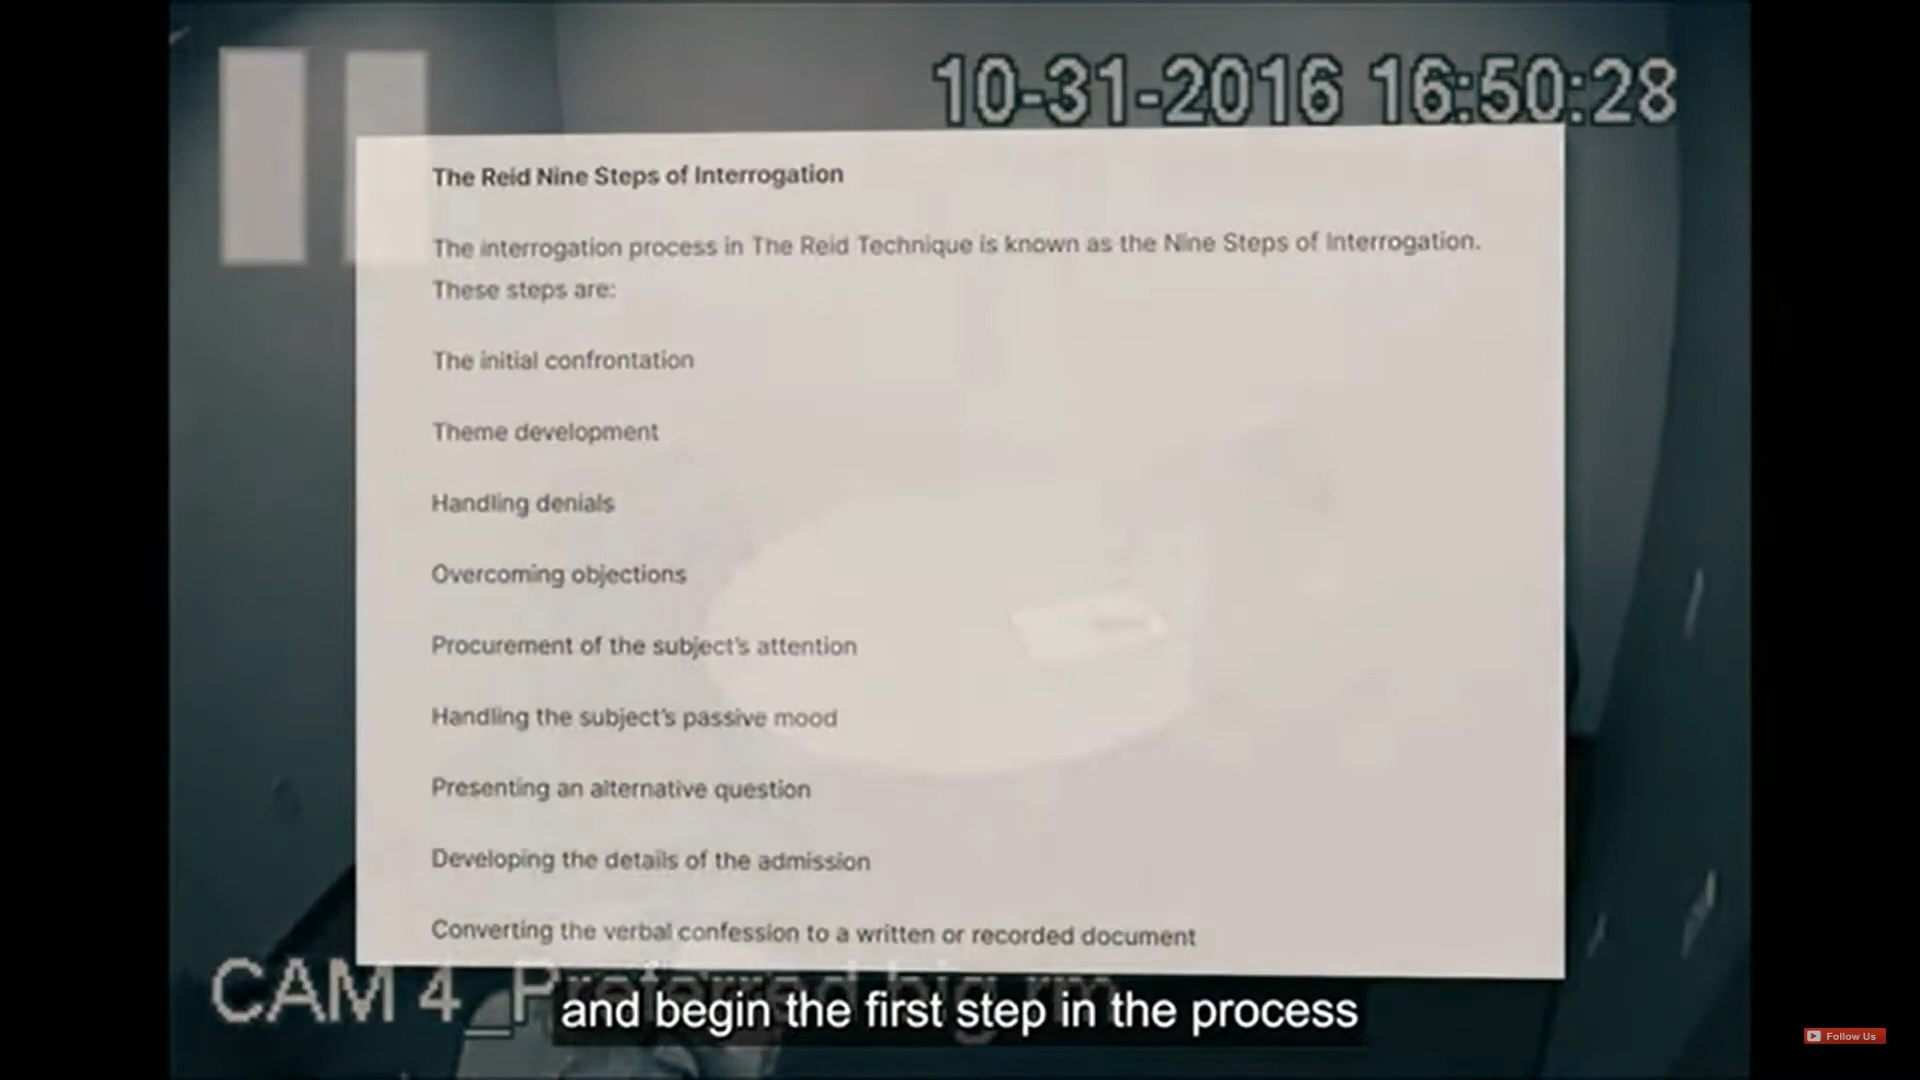 10-31-2016 16:50:28
The Reid Nine Steps of Interrogation
The interrogation process in The Reid Technique is known as the Nine Steps of Interrogation.
These steps are:
The initial confrontation
Theme development
Handling denials
Overcoming objections
Procurement of the subject's attention
Handling the subject's passive mood
Presenting an alternative question
Developing the details of the admission
Converting the verbal confession to a written or recorded document
CAM 4_Preferred big rm
and begin the first step in the process
Follow Us